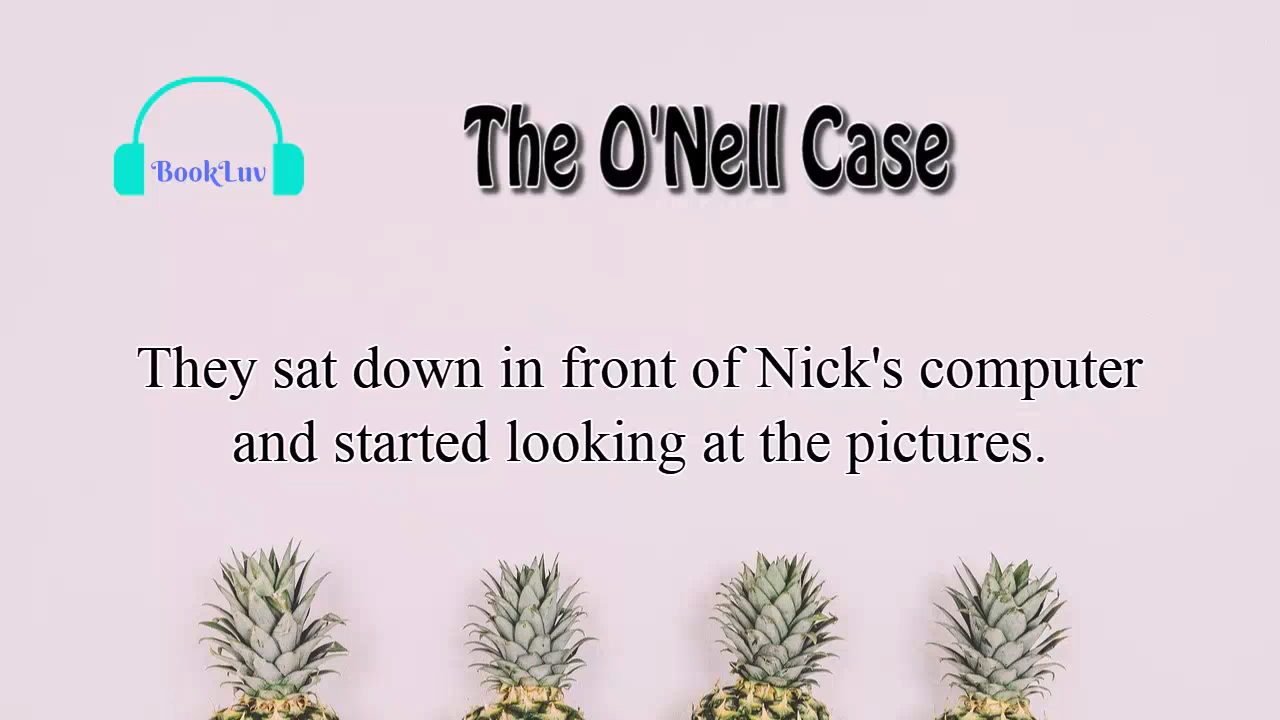 BookLuv
The O'Nell Case
They sat down in front of Nick's computer
and started looking at the pictures.